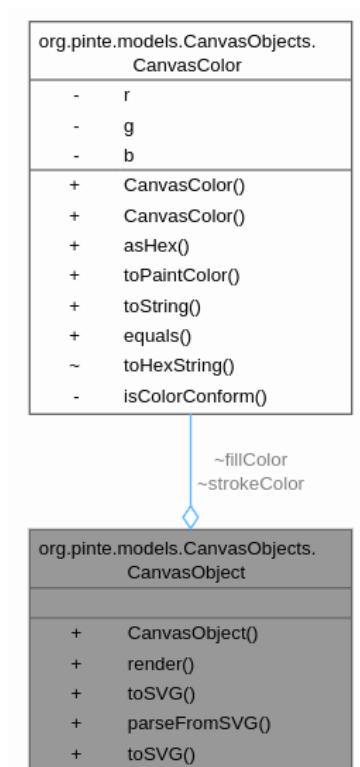 org.pinte.models.CanvasObjects.
CanvasColor
- r
- g
- b
+ CanvasColor()
+ CanvasColor()
+ asHex()
+ toPaintColor()
+ toString()
+ equals()
~ toHexString()
- isColorConform()
~fillColor
~strokeColor
org.pinte.models.CanvasObjects.
CanvasObject
+ CanvasObject()
+ render()
+ toSVG()
+ parseFromSVG()
+ toSVG()